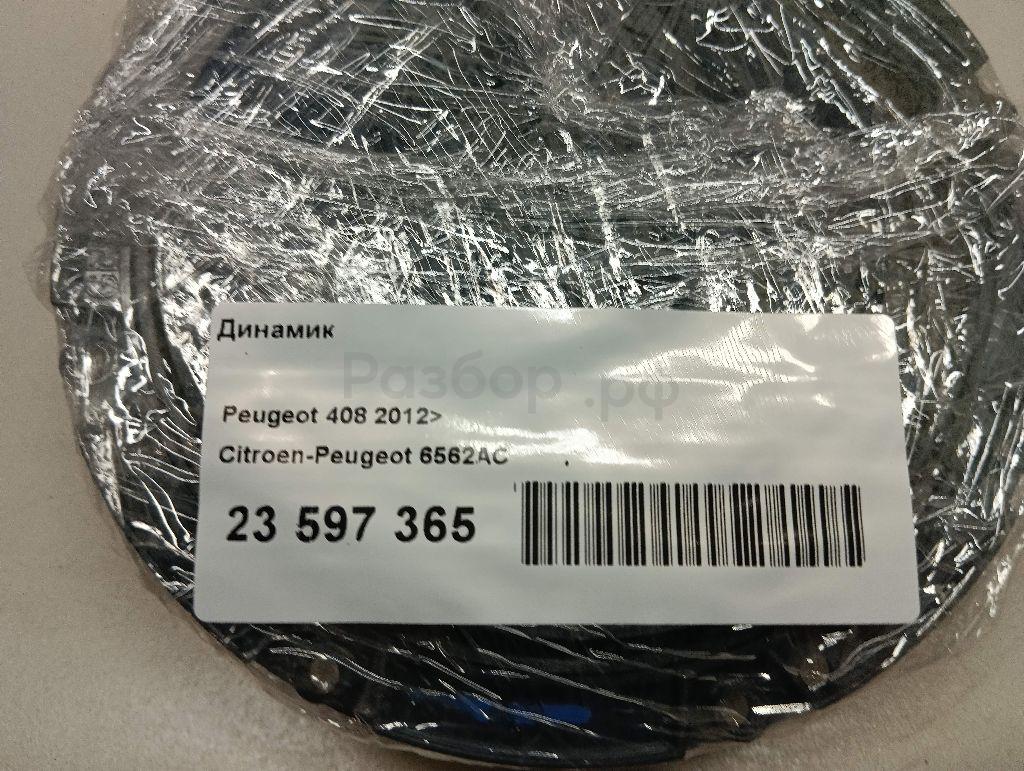 Динамик
Разбор.рф
Peugeot 408 2012>
Citroen-Peugeot 6562AC
23 597 365